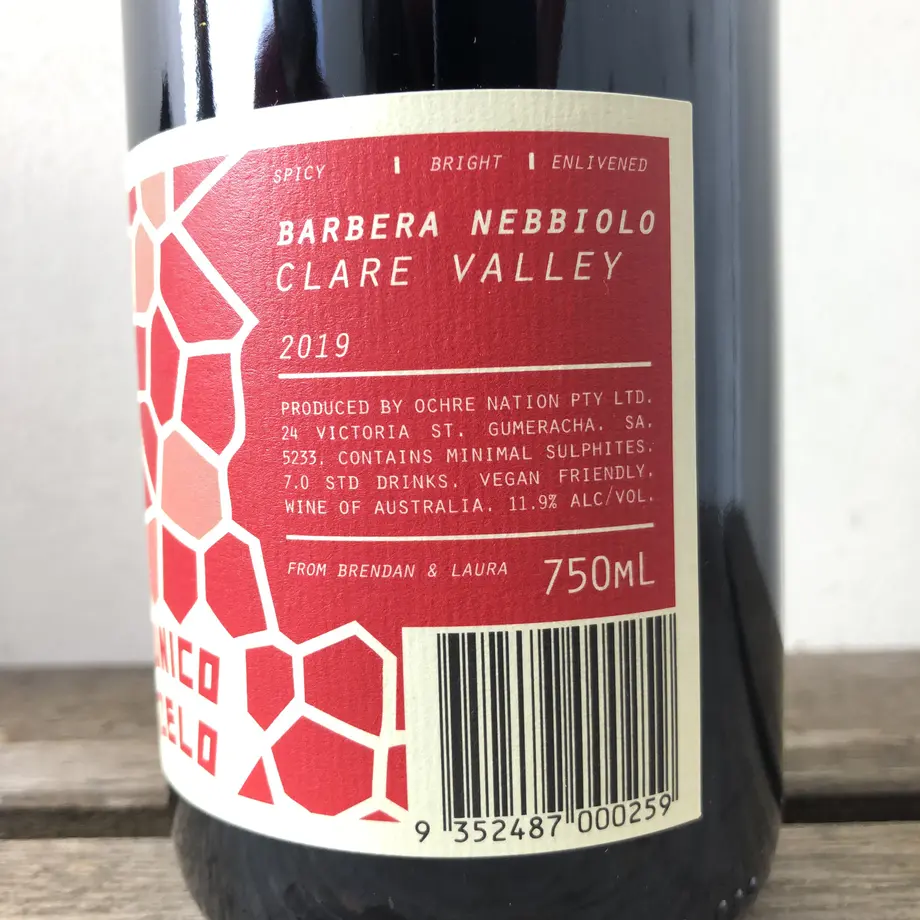 SPICY | BRIGHT | ENLIVENED
BARBERA NEBBIOLO
CLARE VALLEY
2019
PRODUCED BY OCHRE NATION PTY LTD.
24 VICTORIA ST, GUMERACHA, SA,
5233, CONTAINS MINIMAL SULPHITES.
7.0 STD DRINKS. VEGAN FRIENDLY.
WINE OF AUSTRALIA. 11.9% ALC/VOL.
FROM BRENDAN & LAURA 750mL
9 352487 000259